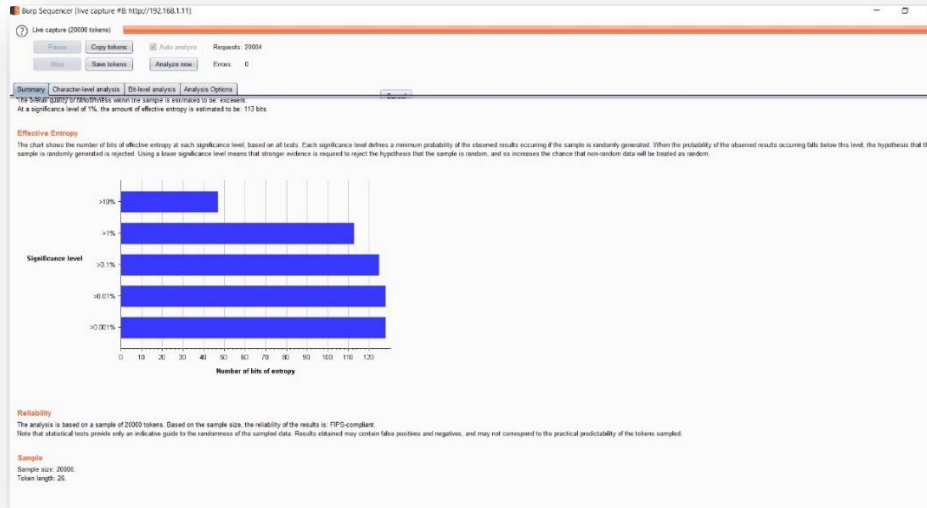 Burp Sequencer [live capture #8: http://192.168.1.11]
Live capture (20000 tokens)
Pause Copy tokens Auto analyze Requests: 20004
Stop Save tokens Analyze now Errors: 0
Summary Character-level analysis Bit-level analysis Analysis Options
The overall quality of randomness within the sample is estimated to be: excellent.
At a significance level of 1%, the amount of effective entropy is estimated to be: 113 bits.
Effective Entropy
The chart shows the number of bits of effective entropy at each significance level, based on all tests. Each significance level defines a minimum probability of the observed results occurring if the sample is randomly generated. When the probability of the observed results occurring falls below this level, the hypothesis that
sample is randomly generated is rejected. Using a lower significance level means that stronger evidence is required to reject the hypothesis that the sample is random, and so increases the chance that non-random data will be treated as random.
>10%
>1%
Significance level
>0.1%
>0.01%
>0.001%
0 10 20 30 40 50 60 70 80 90 100 110 120
Number of bits of entropy
Reliability
The analysis is based on a sample of 20000 tokens. Based on the sample size, the reliability of the results is: FIPS-compliant.
Note that statistical tests provide only an indicative guide to the randomness of the sampled data. Results obtained may contain false positives and negatives, and may not correspond to the practical predictability of the tokens sampled.
Sample
Sample size: 20000.
Token length: 26.